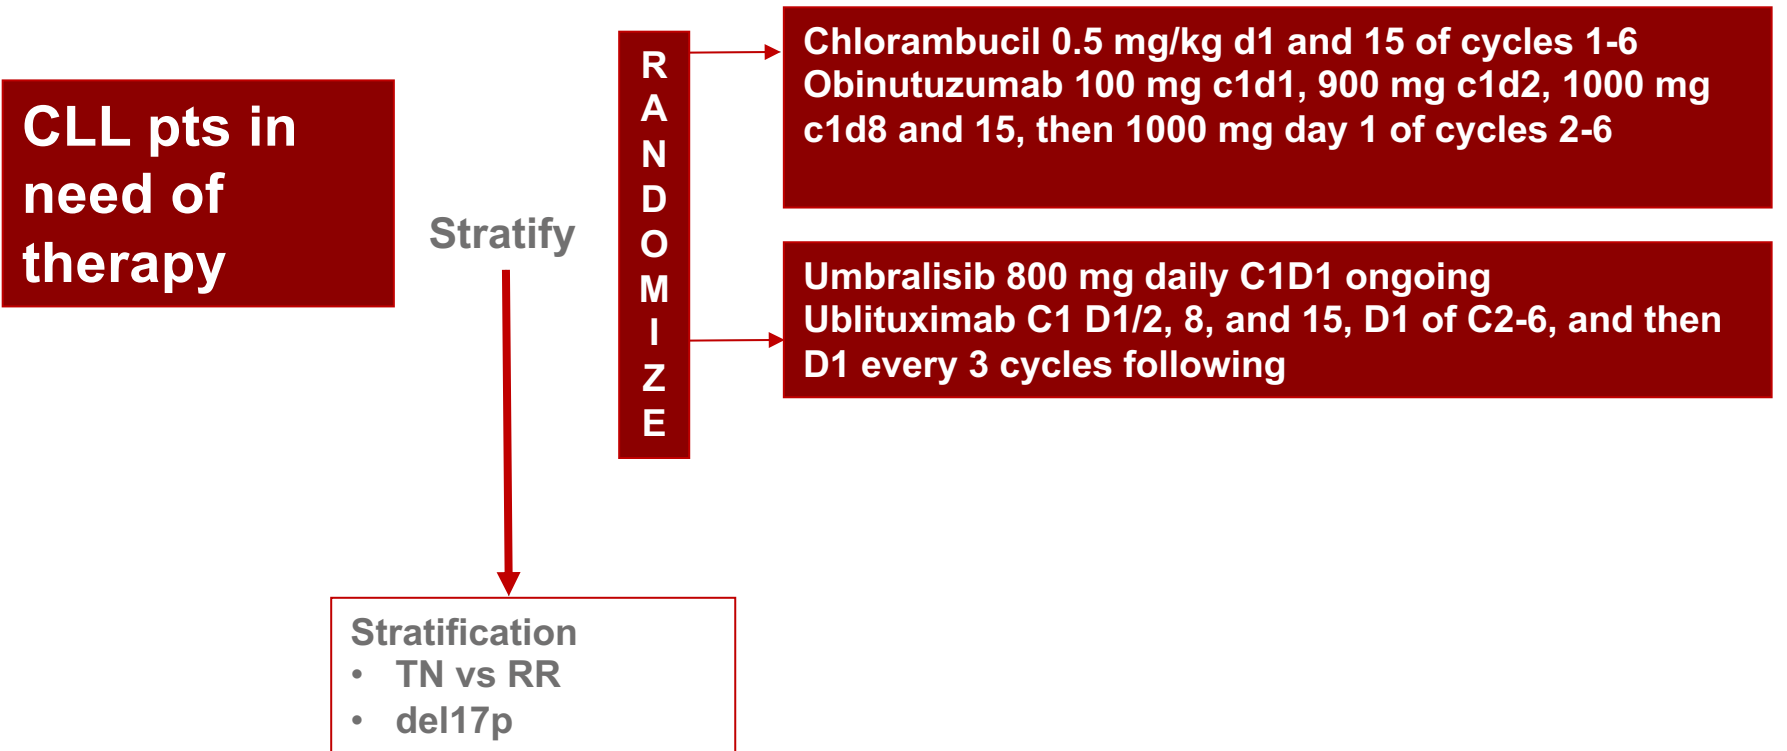 CLL pts in
need of
therapy
Stratify
R
A
N
D
O
M
I
Z
E
Chlorambucil 0.5 mg/kg d1 and 15 of cycles 1-6
Obinutuzumab 100 mg c1d1, 900 mg c1d2, 1000 mg
c1d8 and 15, then 1000 mg day 1 of cycles 2-6
Umbralisib 800 mg daily C1D1 ongoing
Ublituximab C1 D1/2, 8, and 15, D1 of C2-6, and then
D1 every 3 cycles following
Stratification
• TN vs RR
• del17p